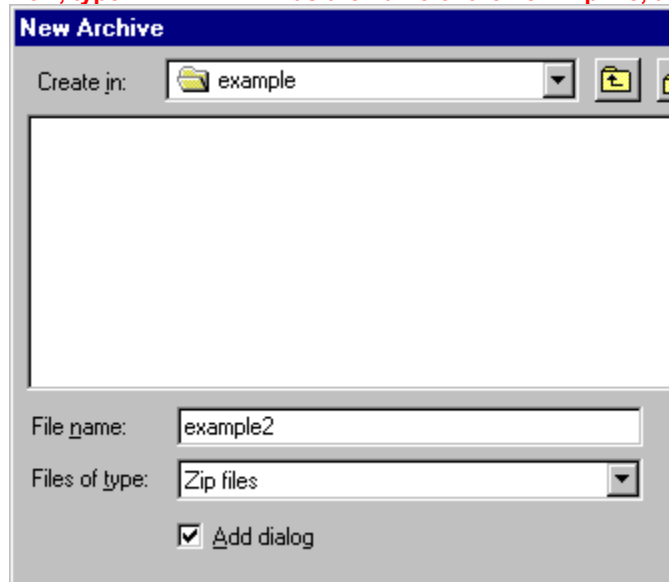 New Archive
Create in:
example
File name:
example2
Files of type:
Zip files
Add dialog